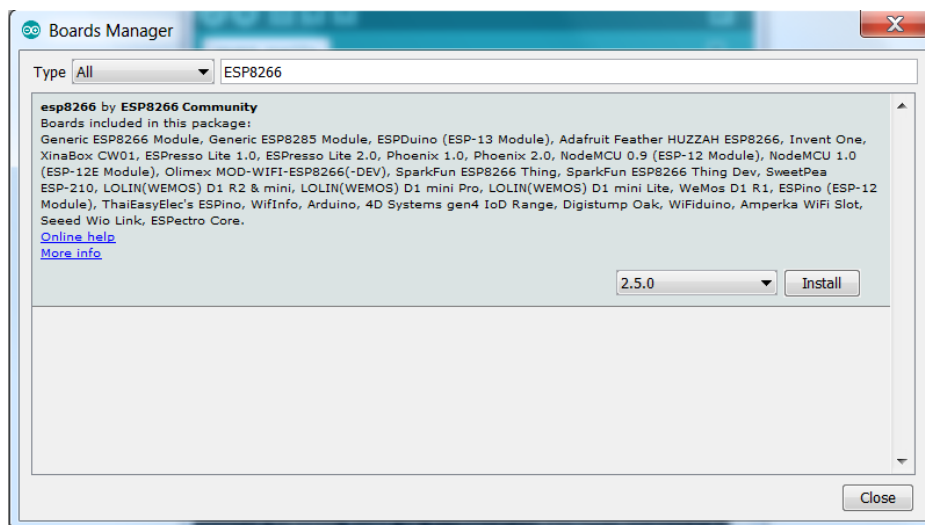 Boards Manager
Type All ESP8266
esp8266 by ESP8266 Community
Boards included in this package:
Generic ESP8266 Module, Generic ESP8285 Module, ESPDuino (ESP-13 Module), Adafruit Feather HUZZAH ESP8266, Invent One,
XinaBox CW01, ESPresso Lite 1.0, ESPresso Lite 2.0, Phoenix 1.0, Phoenix 2.0, NodeMCU 0.9 (ESP-12 Module), NodeMCU 1.0
(ESP-12E Module), Olimex MOD-WIFI-ESP8266(-DEV), SparkFun ESP8266 Thing, SparkFun ESP8266 Thing Dev, SweetPea
ESP-210, LOLIN(WEMOS) D1 R2 & mini, LOLIN(WEMOS) D1 mini Pro, LOLIN(WEMOS) D1 mini Lite, WeMos D1 R1, ESPino (ESP-12
Module), ThaiEasyElec's ESPino, WifInfo, Arduino, 4D Systems gen4 IoD Range, Digistump Oak, WiFiduino, Amperka WiFi Slot,
Seeed Wio Link, ESPectro Core.
Online help
More info
2.5.0 Install
Close